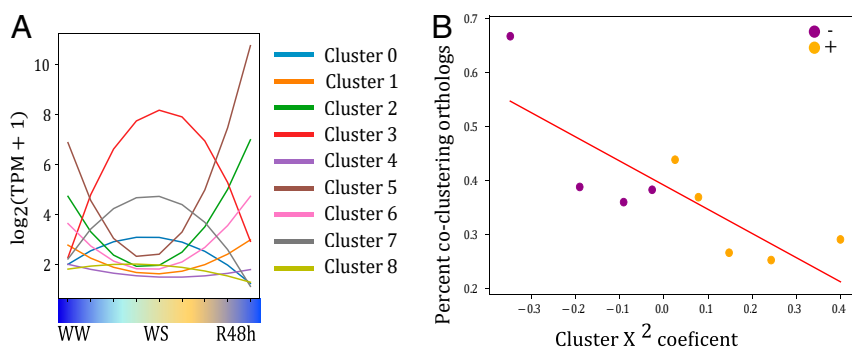 A
log2(TPM + 1)
10
8
6
4
2
WW
WS
R48h
Cluster 0
Cluster 1
Cluster 2
Cluster 3
Cluster 4
Cluster 5
Cluster 6
Cluster 7
Cluster 8
B
Percent co-clustering orthologs
0.7
0.6
0.5
0.4
0.3
0.2
-
+
−0.3
−0.2
−0.1
0.0
0.1
0.2
0.3
0.4
Cluster X 2 coeficent